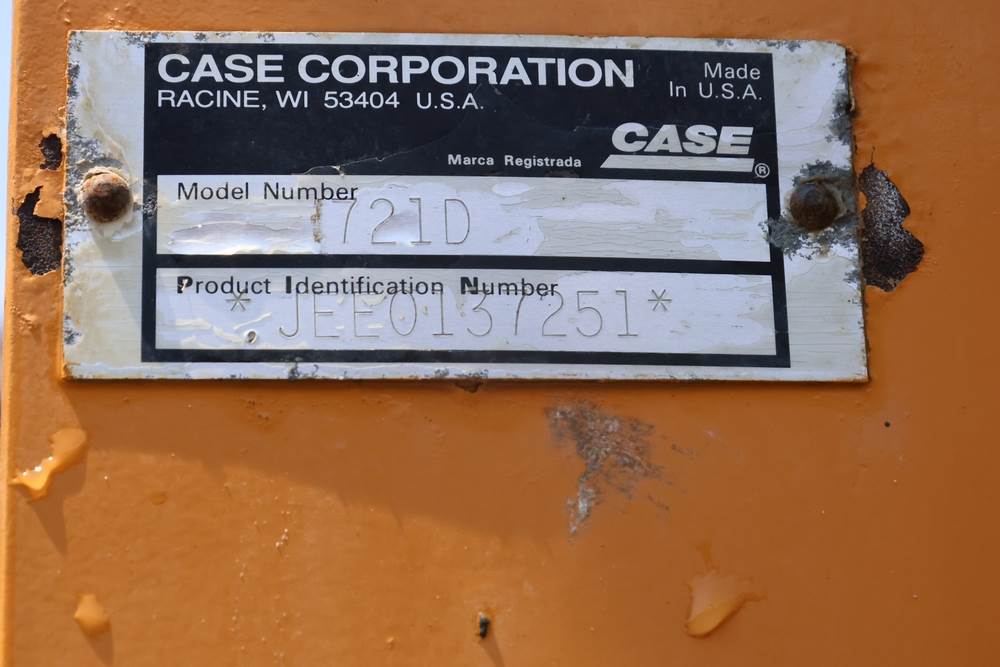 CASE CORPORATION
RACINE, WI 53404 U.S.A.
Made
In U.S.A.
CASE
Marca Registrada
®
Model Number
721D
Product Identification Number
*JEE0137251*